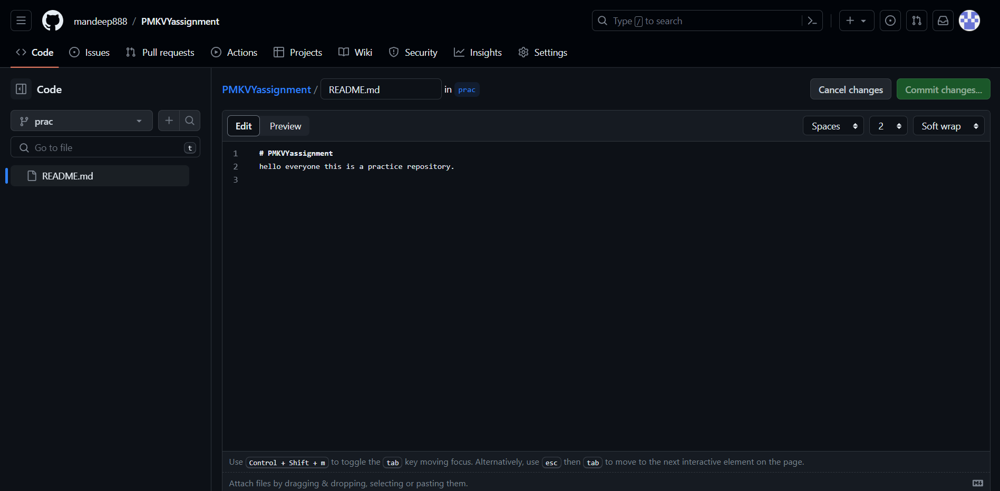 mandeep888 / PMKVYassignment
Type / to search
Code Issues Pull requests Actions Projects Wiki Security Insights Settings
Code
prac
Go to file t
README.md
PMKVYassignment / README.md in prac
Cancel changes Commit changes...
Edit Preview Spaces 2 Soft wrap
1 # PMKVYassignment
2 hello everyone this is a practice repository.
3
Use Control + Shift + m to toggle the tab key moving focus. Alternatively, use esc then tab to move to the next interactive element on the page.
Attach files by dragging & dropping, selecting or pasting them.